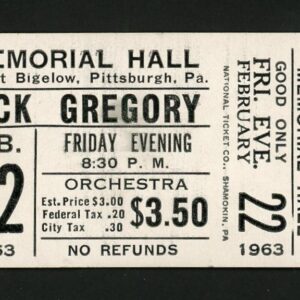 MEMORIAL HALL
t Bigelow, Pittsburgh, Pa.
CK GREGORY
B.
FRIDAY EVENING
8:30 P. M.
2
ORCHESTRA
Est. Price $3.00
Federal Tax - .20
City Tax .30
$3.50
63
NO REFUNDS
NATIONAL TICKET CO., SHAMOKIN, PA
GOOD ONLY
FRI. EVE.
FEBRUARY
22
1963